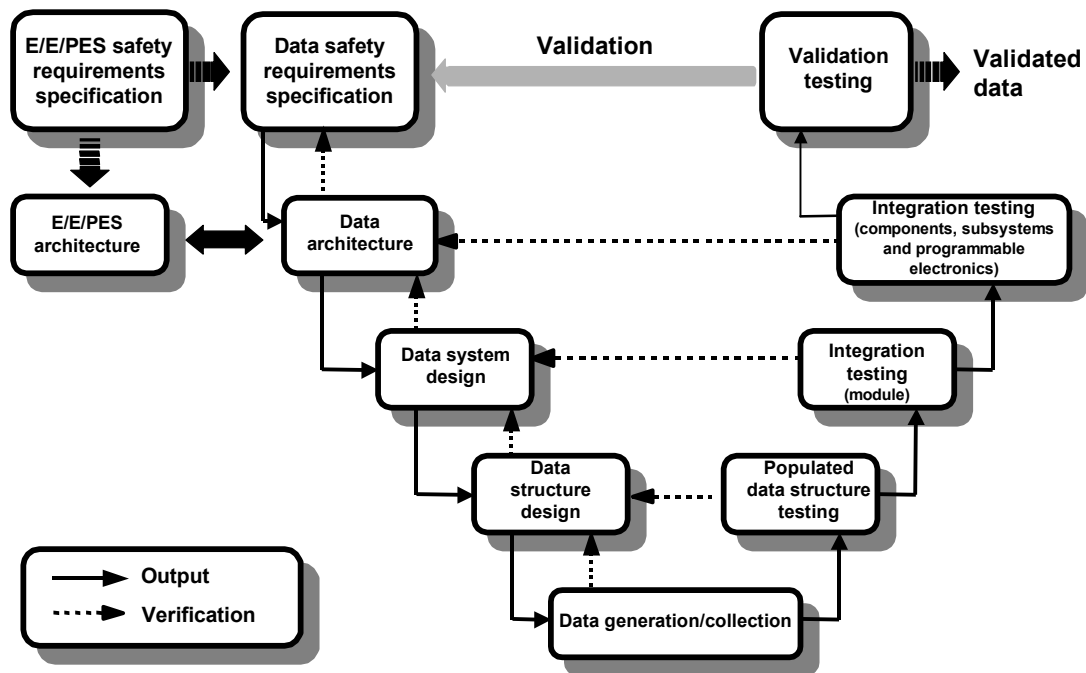 E/E/PES safety
requirements
specification
Data safety
requirements
specification
Validation
Validation
testing
Validated
data
E/E/PES
architecture
Data
architecture
Integration testing
(components, subsystems
and programmable
electronics)
Data system
design
Integration
testing
(module)
Data
structure
design
Populated
data structure
testing
Data generation/collection
Output
Verification